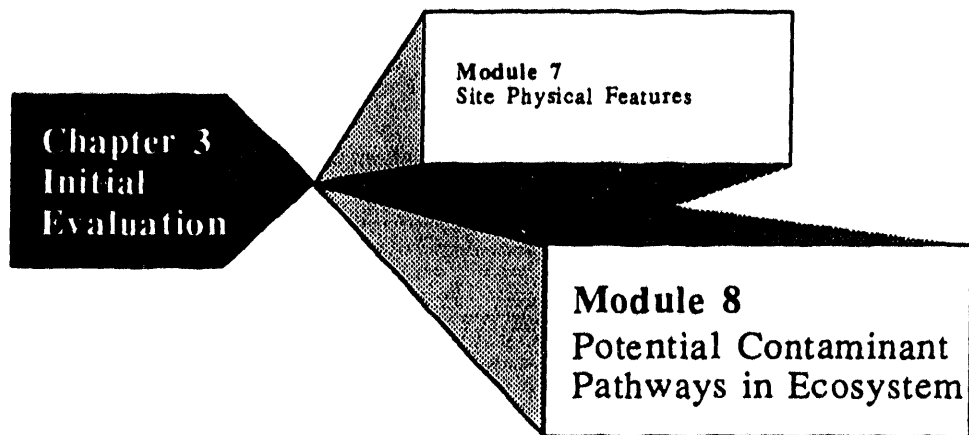 Chapter 3
Initial
Evaluation
Module 7
Site Physical Features
Module 8
Potential Contaminant
Pathways in Ecosystem